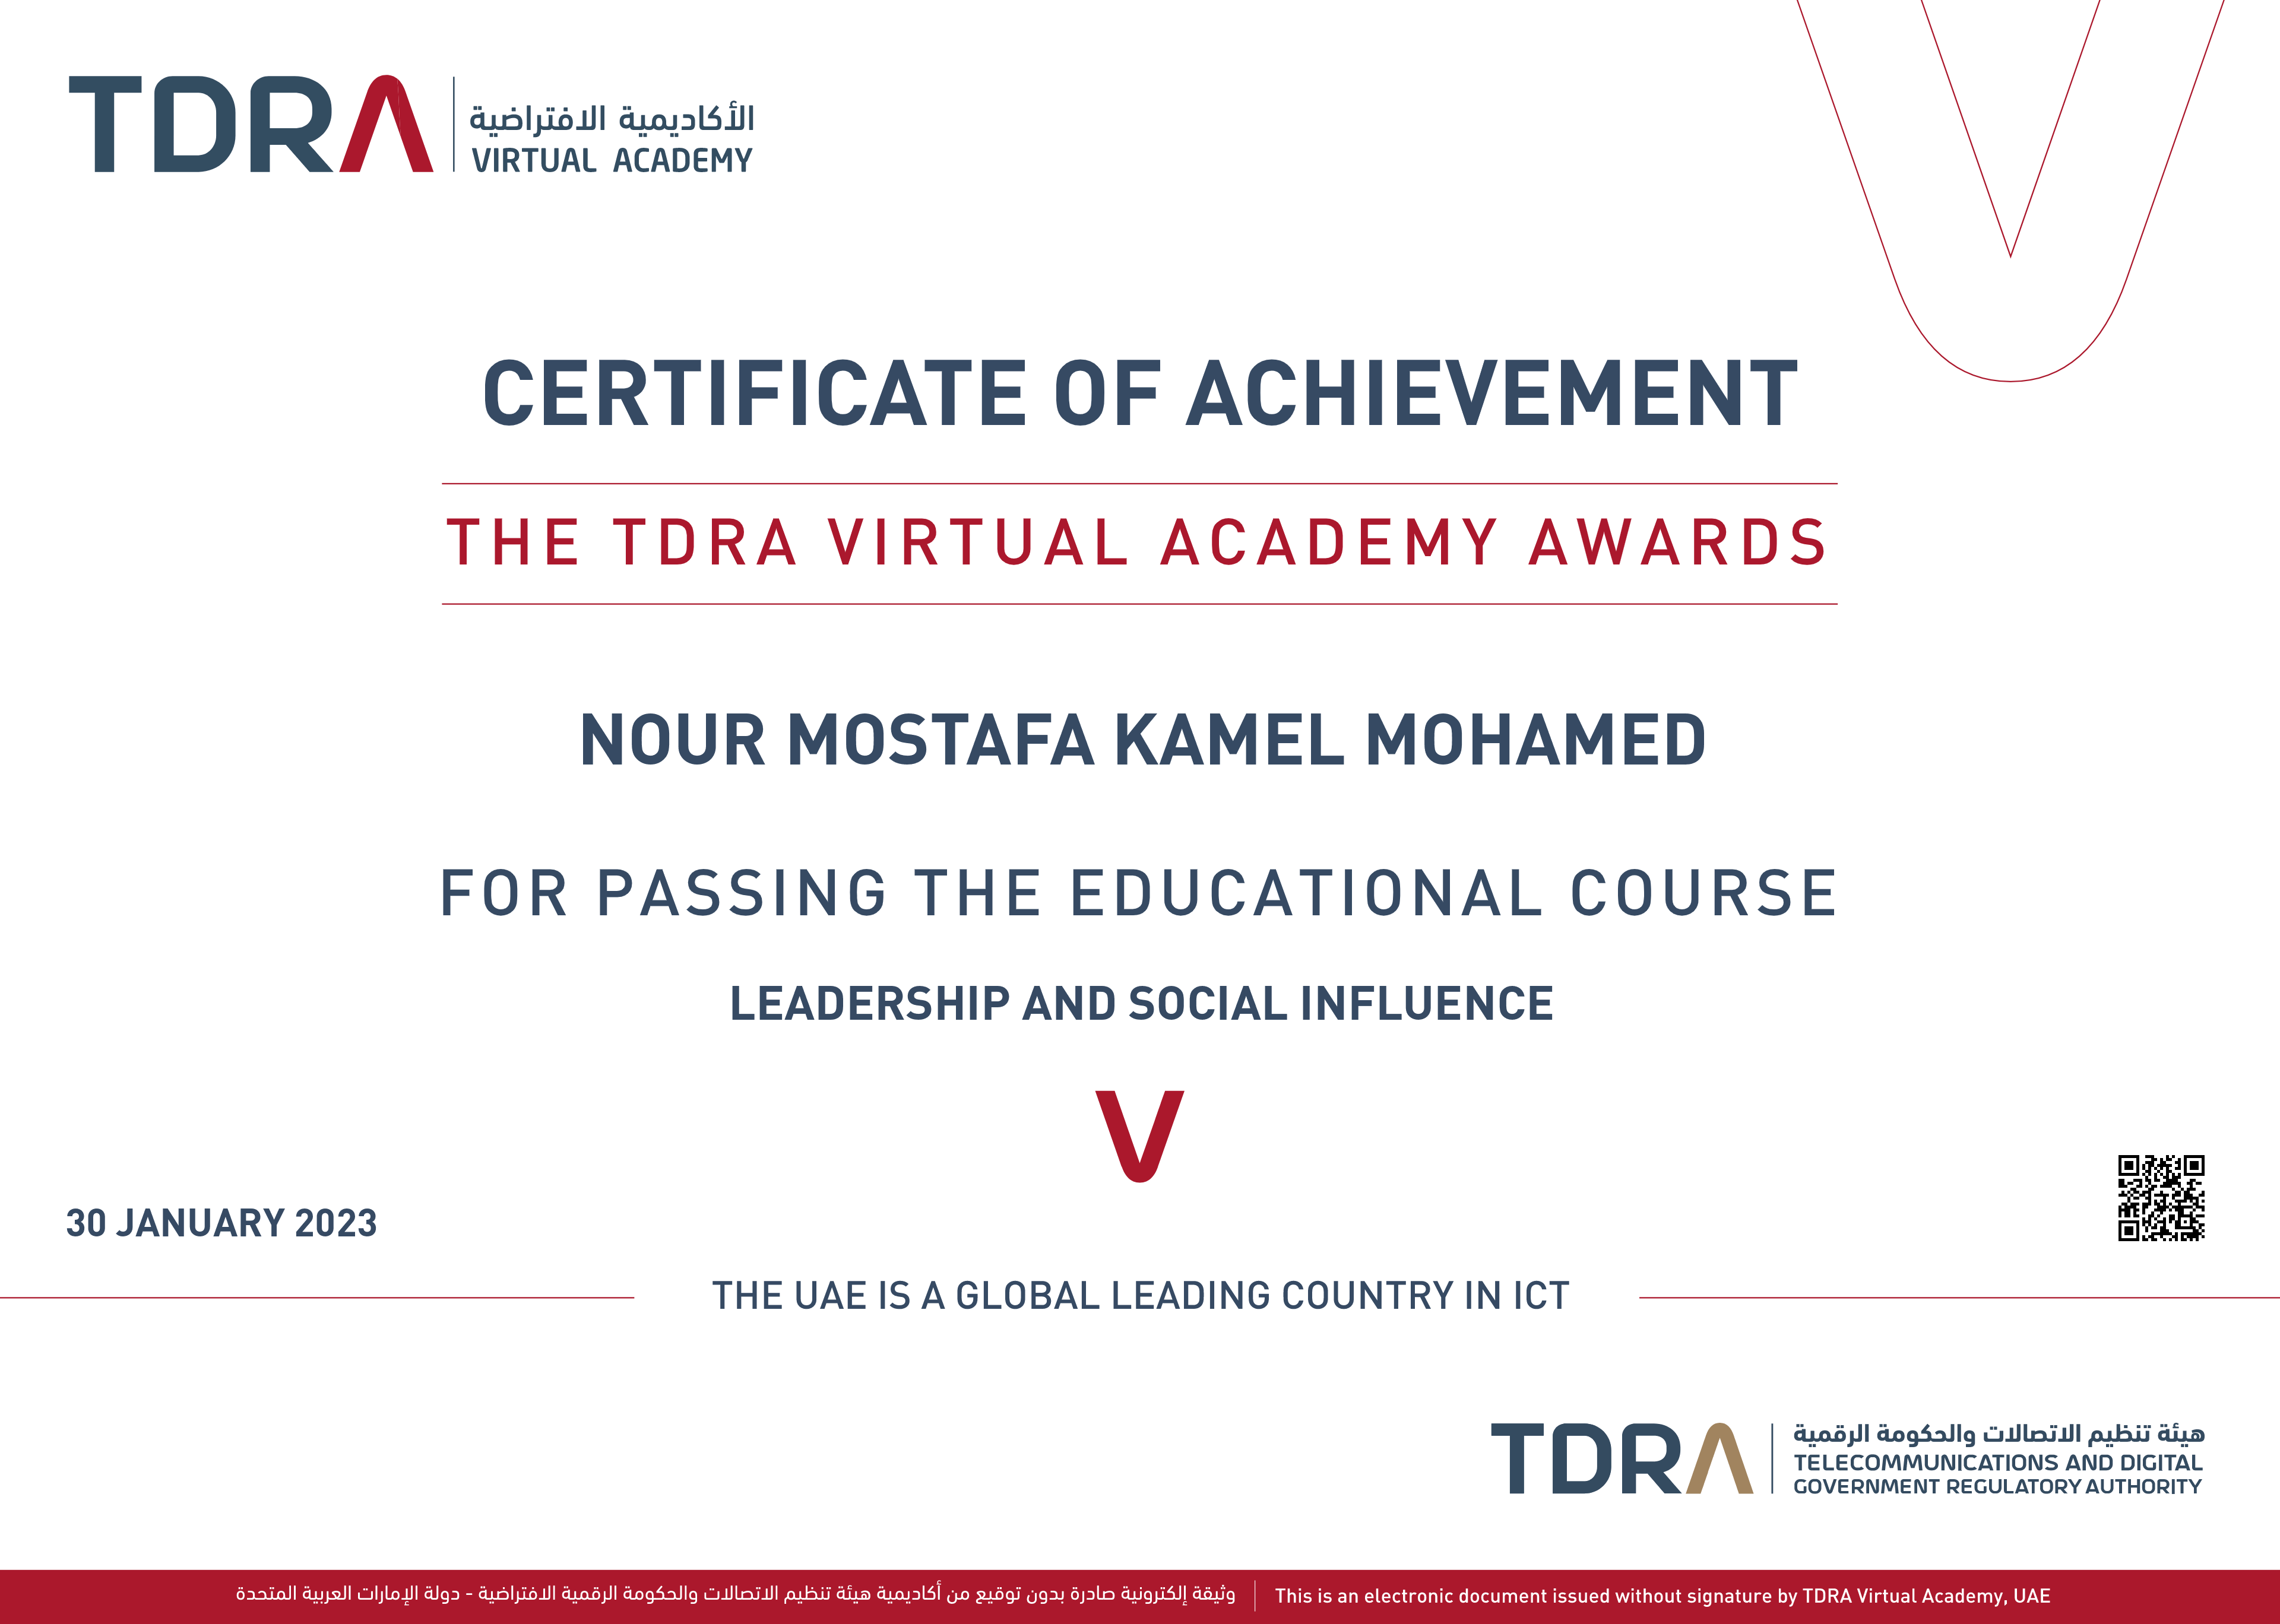 TDRA
الأكاديمية الافتراضية
VIRTUAL ACADEMY
CERTIFICATE OF ACHIEVEMENT
THE TDRA VIRTUAL ACADEMY AWARDS
NOUR MOSTAFA KAMEL MOHAMED
FOR PASSING THE EDUCATIONAL COURSE
LEADERSHIP AND SOCIAL INFLUENCE
30 JANUARY 2023
THE UAE IS A GLOBAL LEADING COUNTRY IN ICT
TDRA
هيئة تنظيم الاتصالات والحكومة الرقمية
TELECOMMUNICATIONS AND DIGITAL
GOVERNMENT REGULATORY AUTHORITY
وثيقة إلكترونية صادرة بدون توقيع من أكاديمية هيئة تنظيم الاتصالات والحكومة الرقمية الافتراضية - دولة الإمارات العربية المتحدة
This is an electronic document issued without signature by TDRA Virtual Academy, UAE